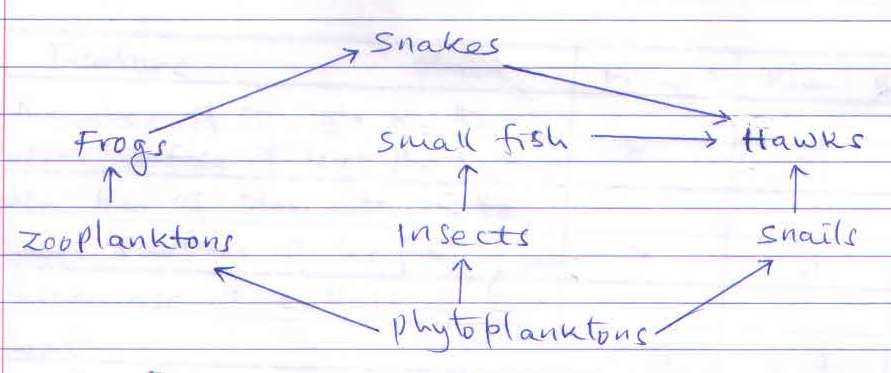 Snakes
Frogs small fish Hawks
Zooplanktons Insects Snails
Phytoplanktons